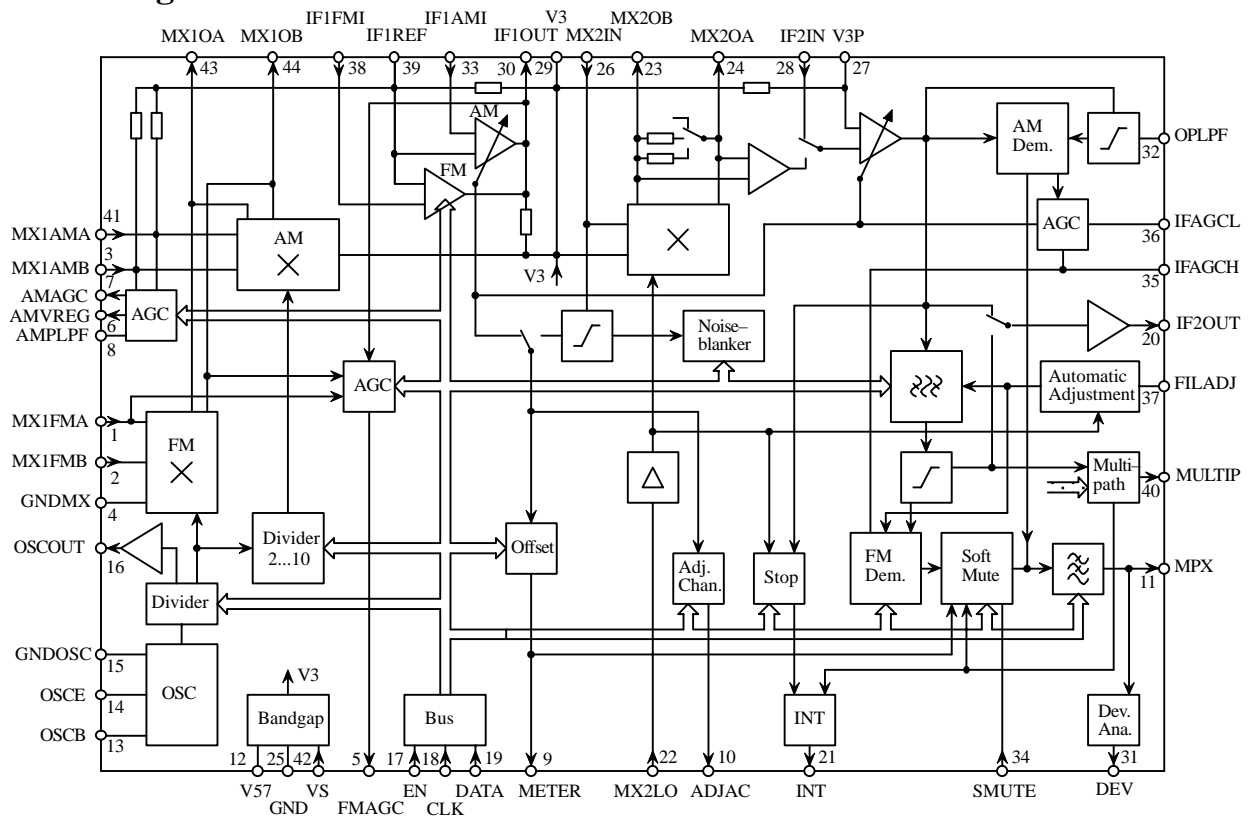 IF1FMI IF1AMI V3 MX2OB
MX1OA MX1OB IF1REF IF1OUT MX2IN MX2OA IF2IN V3P
43 44 38 39 33 30 29 26 23 24 28 27
AM
FM
AM Dem.
OPLPF
32
41
MX1AMA
3
MX1AMB
7
AMAGC
AMVREG
6
AMPLPF
8
AM
AGC
V3
AGC
IFAGCL
36
IFAGCH
35
Noise–
blanker
IF2OUT
20
AGC
Automatic
Adjustment
FILADJ
37
MX1FMA
1
MX1FMB
2
GNDMX
4
FM
Multi–
path
MULTIP
40
OSCOUT
16
Divider
2...10
Offset
Adj.
Chan.
Stop
FM
Dem.
Soft
Mute
MPX
11
Divider
GNDOSC
15
OSCE
14
OSCB
13
OSC
V3
Bandgap
Bus
INT
Dev.
Ana.
12 25 42 5 17 18 19 9 22 10 21 34 31
V57 VS EN DATA METER MX2LO ADJAC INT SMUTE DEV
GND FMAGC CLK